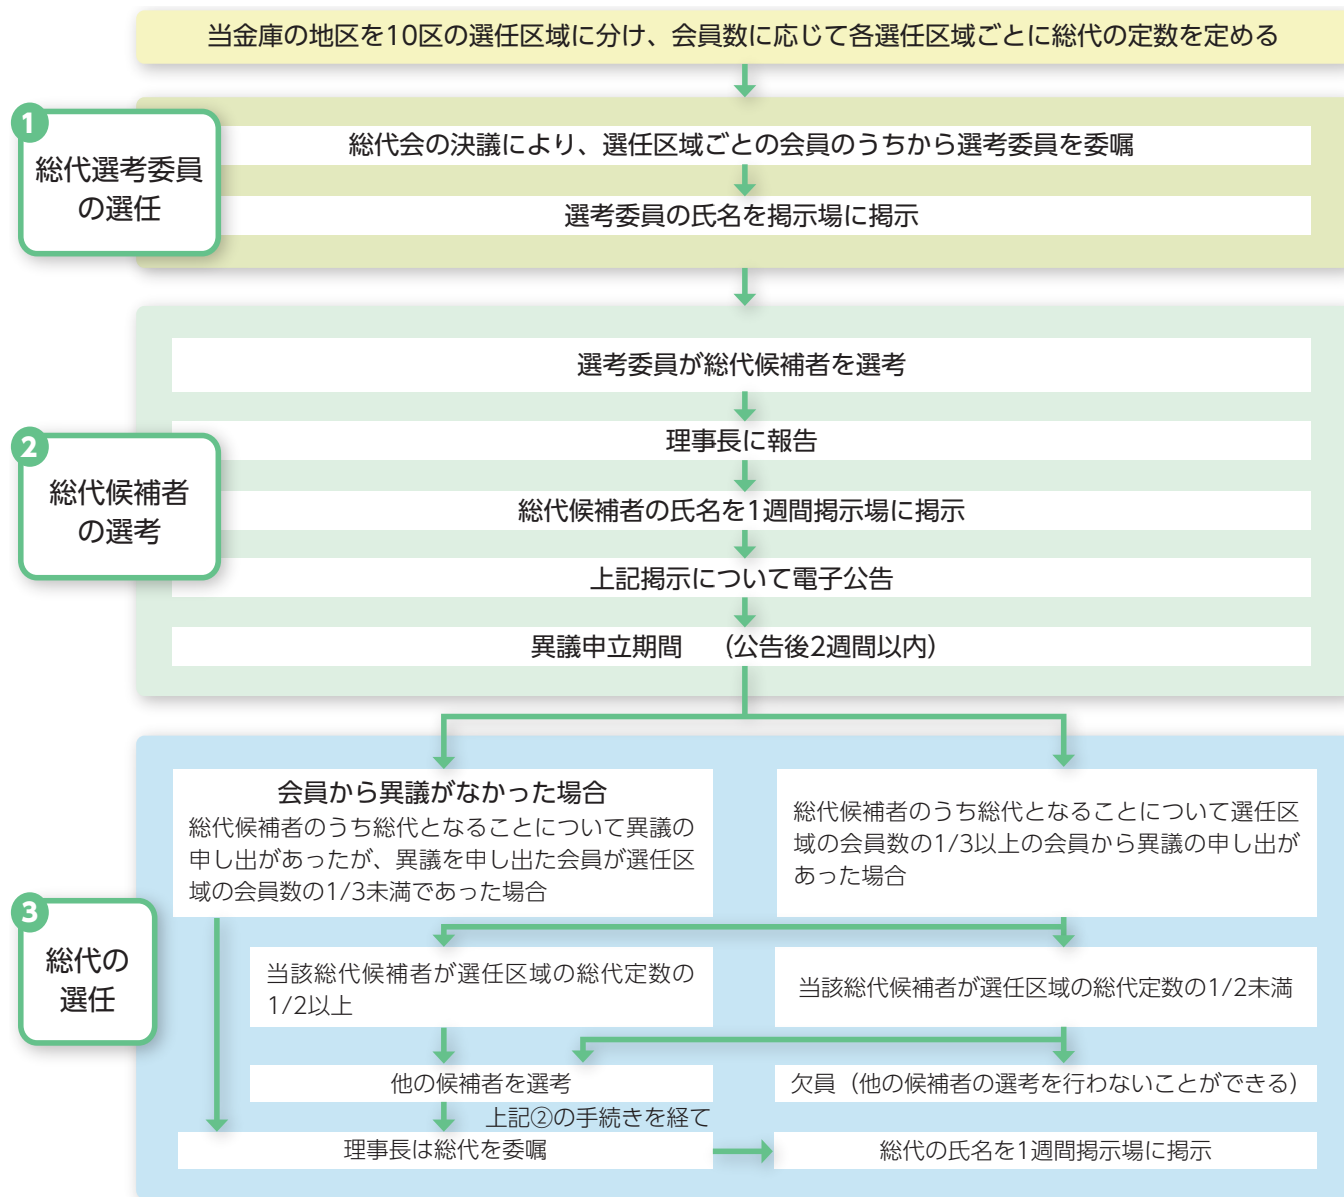 当金庫の地区を10区の選任区域に分け、会員数に応じて各選任区域ごとに総代の定数を定める
1
総代選考委員
の選任
総代会の決議により、選任区域ごとの会員のうちから選考委員を委嘱
選考委員の氏名を掲示場に掲示
2
総代候補者
の選考
選考委員が総代候補者を選考
理事長に報告
総代候補者の氏名を1週間掲示場に掲示
上記掲示について電子公告
異議申立期間　（公告後2週間以内）
3
総代の
選任
会員から異議がなかった場合
総代候補者のうち総代となることについて異議の
申し出があったが、異議を申し出た会員が選任区
域の会員数の1/3未満であった場合
総代候補者のうち総代となることについて選任区
域の会員数の1/3以上の会員から異議の申し出が
あった場合
当該総代候補者が選任区域の総代定数の
1/2以上
当該総代候補者が選任区域の総代定数の1/2未満
他の候補者を選考
欠員（他の候補者の選考を行わないことができる）
上記②の手続きを経て
理事長は総代を委嘱
総代の氏名を1週間掲示場に掲示